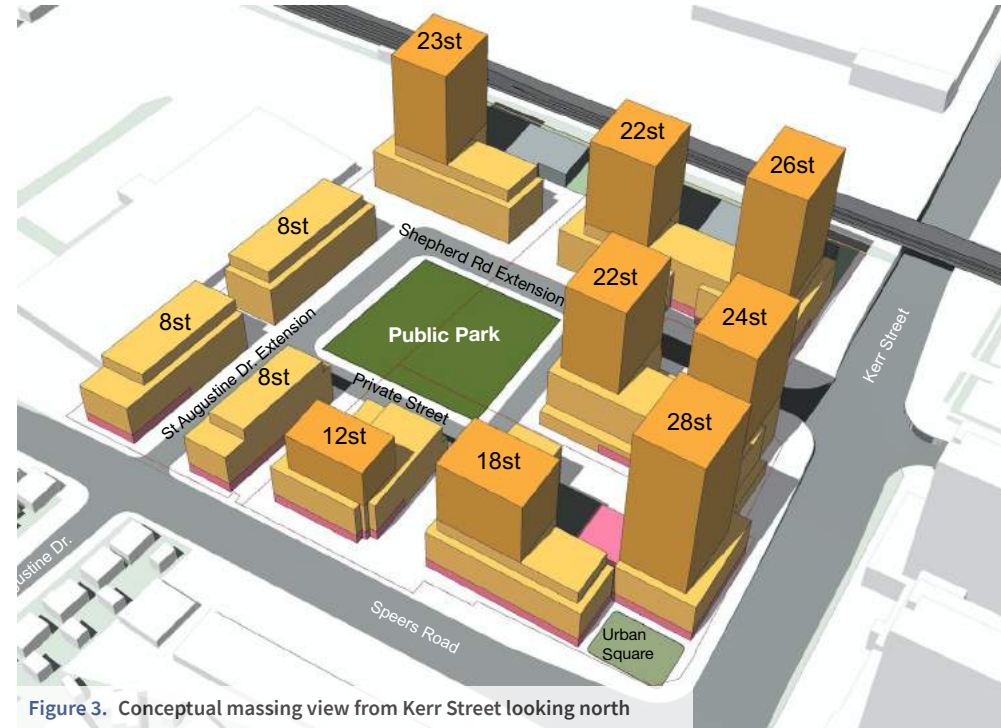 23st
22st
26st
8st
Shepherd Rd Extension
22st
8st
Public Park
24st
Kerr Street
St Augustine Dr. Extension
8st
Private Street
12st
18st
28st
ustine Dr.
Speers Road
Urban
Square
Figure 3. Conceptual massing view from Kerr Street looking north